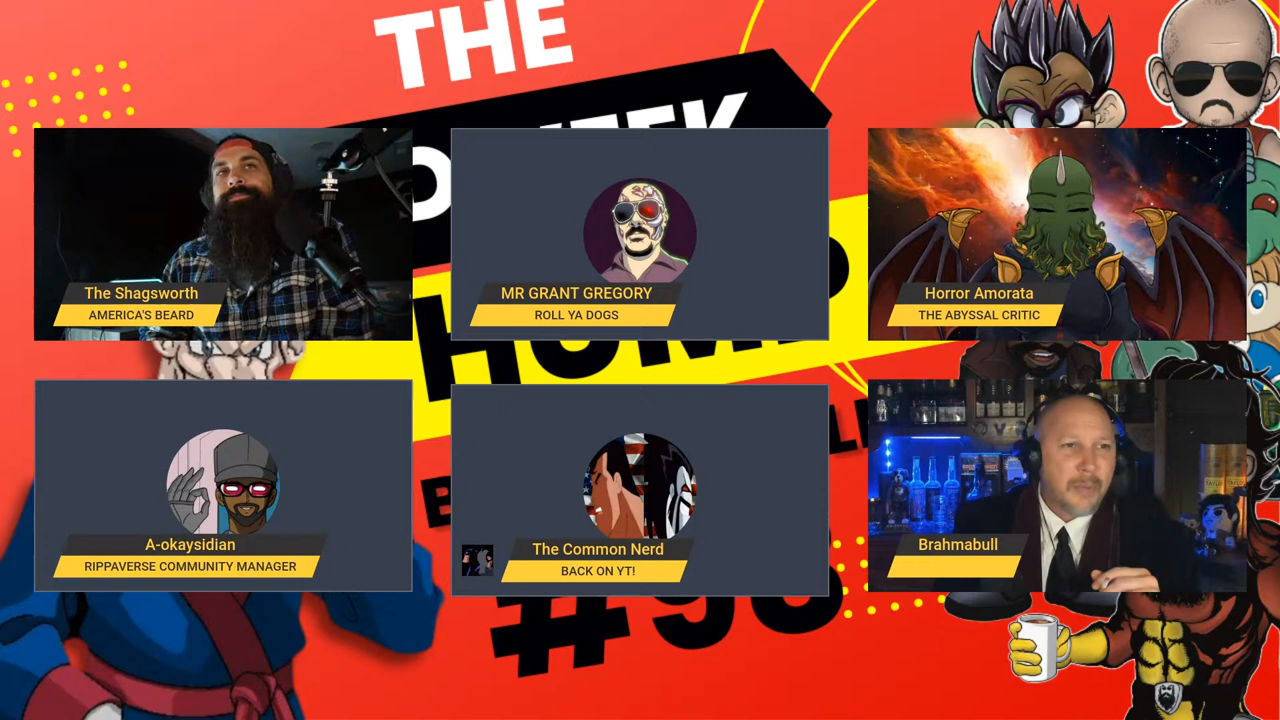 THE
The Shagsworth
AMERICA'S BEARD
MR GRANT GREGORY
ROLL YA DOGS
Horror Amorata
THE ABYSSAL CRITIC
A-okaysidian
RIPPAVERSE COMMUNITY MANAGER
The Common Nerd
BACK ON YT!
Brahmabull